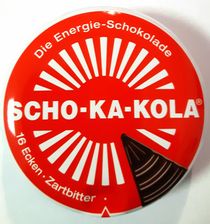 Die Energie-Schokolade
SCHO-KA-KOLA®
16 Ecken · Zartbitter